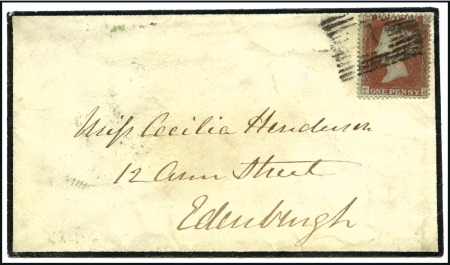 ONE PENNY
Miss Cecilia Henderson
12 Ann Street
Edenburgh